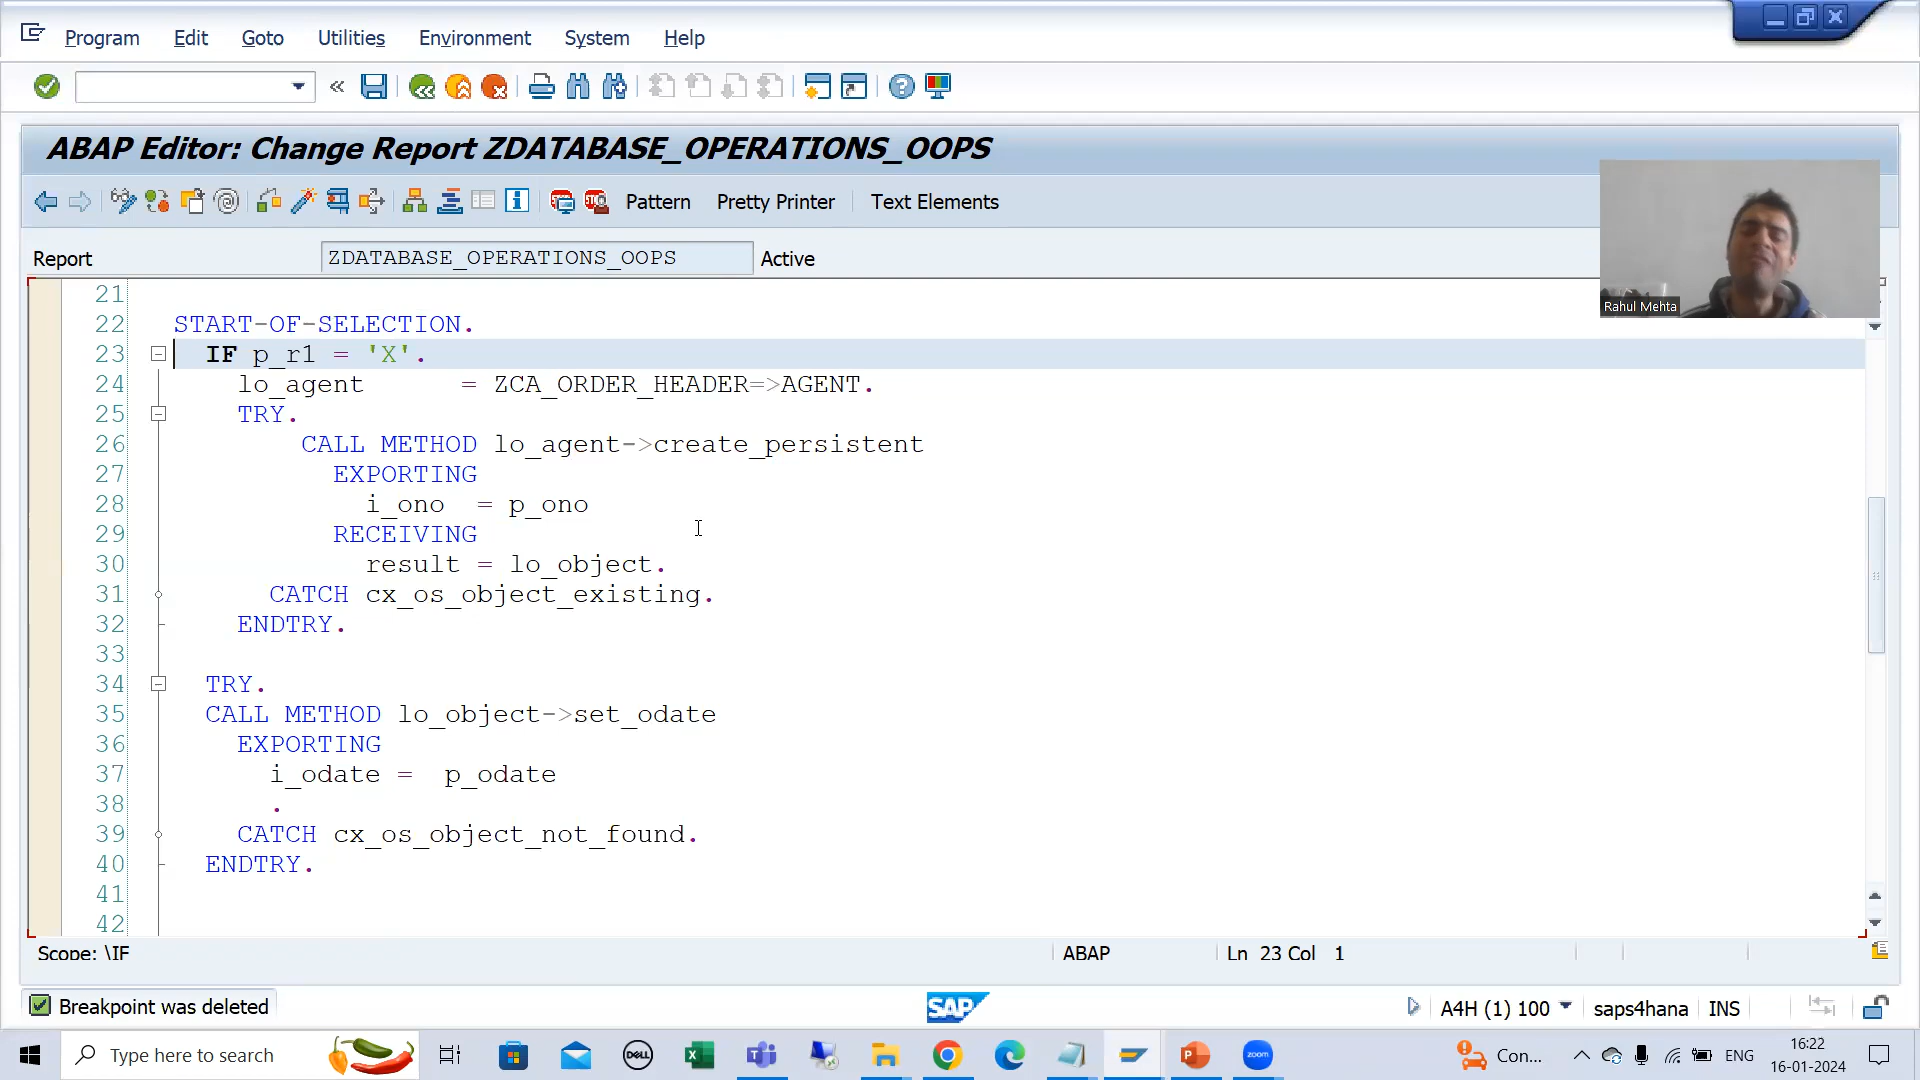 Program Edit Goto Utilities Environment System Help
«
ABAP Editor: Change Report ZDATABASE_OPERATIONS_OOPS
Pattern Pretty Printer Text Elements
Report ZDATABASE_OPERATIONS_OOPS Active
Rahul Mehta
21
22 START-OF-SELECTION.
23 IF p_r1 = 'X'.
24 lo_agent = ZCA_ORDER_HEADER=>AGENT.
25 TRY.
26 CALL METHOD lo_agent->create_persistent
27 EXPORTING
28 i_ono = p_ono
29 RECEIVING
30 result = lo_object.
31 CATCH cx_os_object_existing.
32 ENDTRY.
33
34 TRY.
35 CALL METHOD lo_object->set_odate
36 EXPORTING
37 i_odate = p_odate
38 .
39 CATCH cx_os_object_not_found.
40 ENDTRY.
41
42
Scope: \IF ABAP Ln 23 Col 1
Breakpoint was deleted SAP A4H (1) 100 saps4hana INS
Type here to search DELL zoom Con... ENG 16:22
16-01-2024